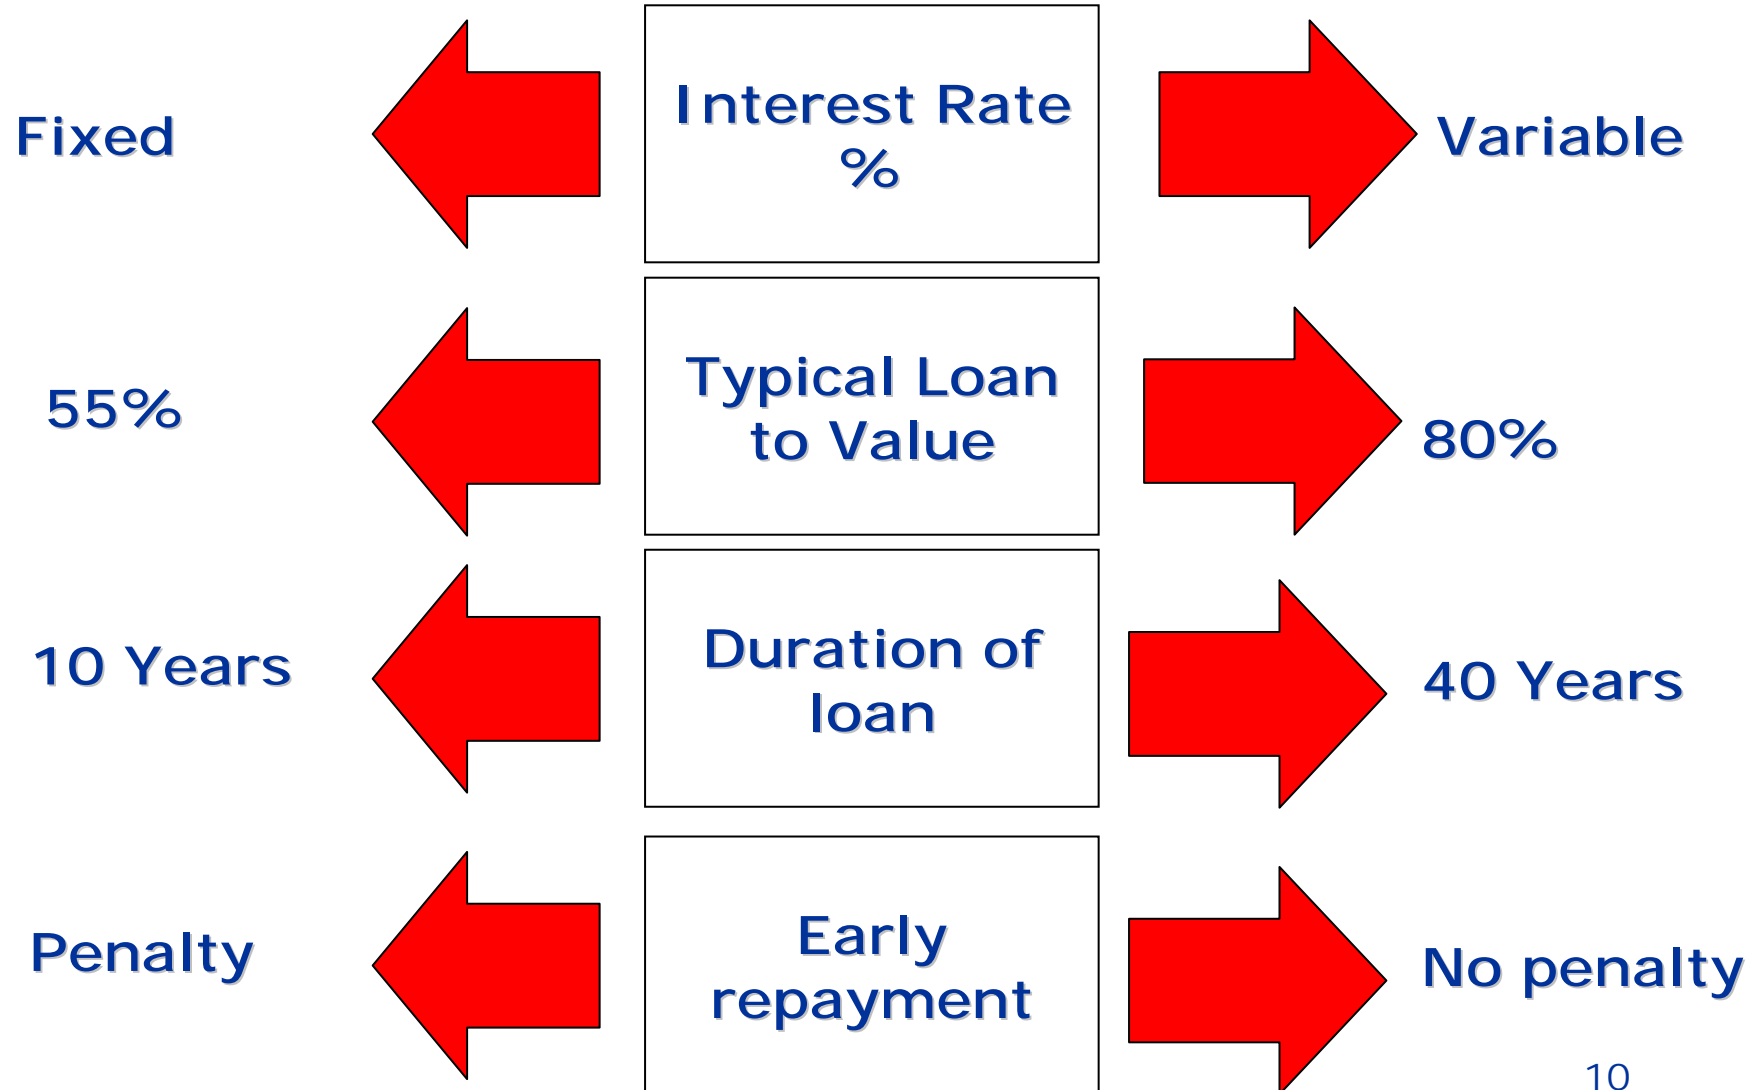 Fixed
Interest Rate
%
Variable
55%
Typical Loan
to Value
80%
10 Years
Duration of
loan
40 Years
Penalty
Early
repayment
No penalty
10